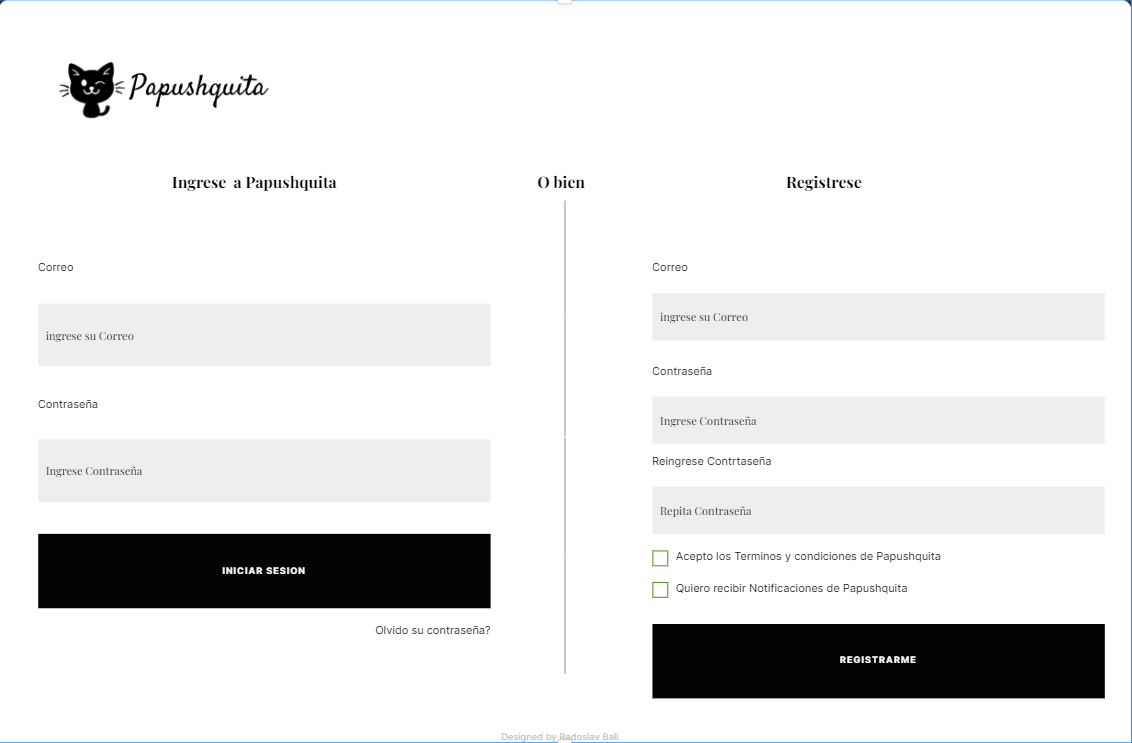 Papushquita
Ingrese a Papushquita
O bien
Registrese
Correo
ingrese su Correo
Contraseña
Ingrese Contraseña
INICIAR SESION
Olvido su contraseña?
Correo
ingrese su Correo
Contraseña
Ingrese Contraseña
Reingrese Contrtaseña
Repita Contraseña
Acepto los Terminos y condiciones de Papushquita
Quiero recibir Notificaciones de Papushquita
REGISTRARME
Designed by Radoslav Bali